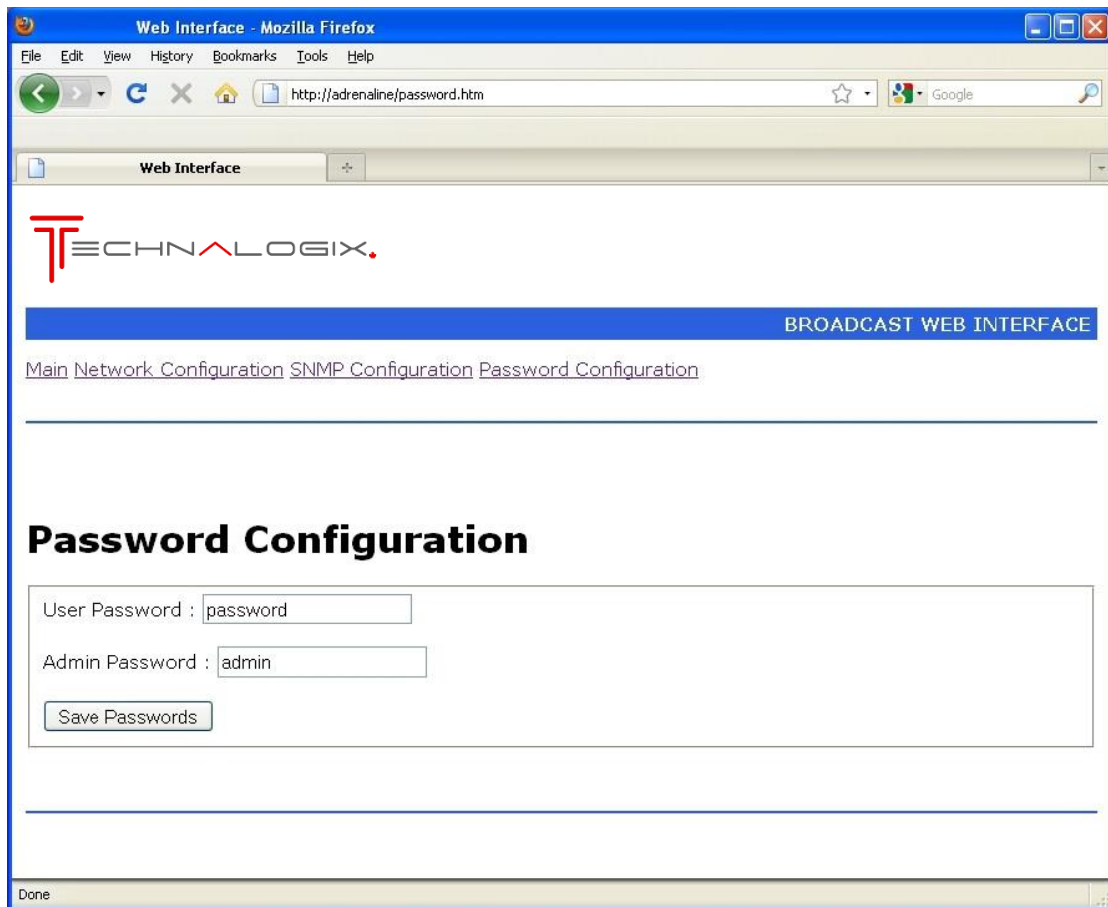 Web Interface - Mozilla Firefox
File Edit View History Bookmarks Tools Help
http://adrenaline/password.htm Google
Web Interface
TECHNALOGIX.
BROADCAST WEB INTERFACE
Main Network Configuration SNMP Configuration Password Configuration
Password Configuration
User Password : password
Admin Password : admin
Save Passwords
Done